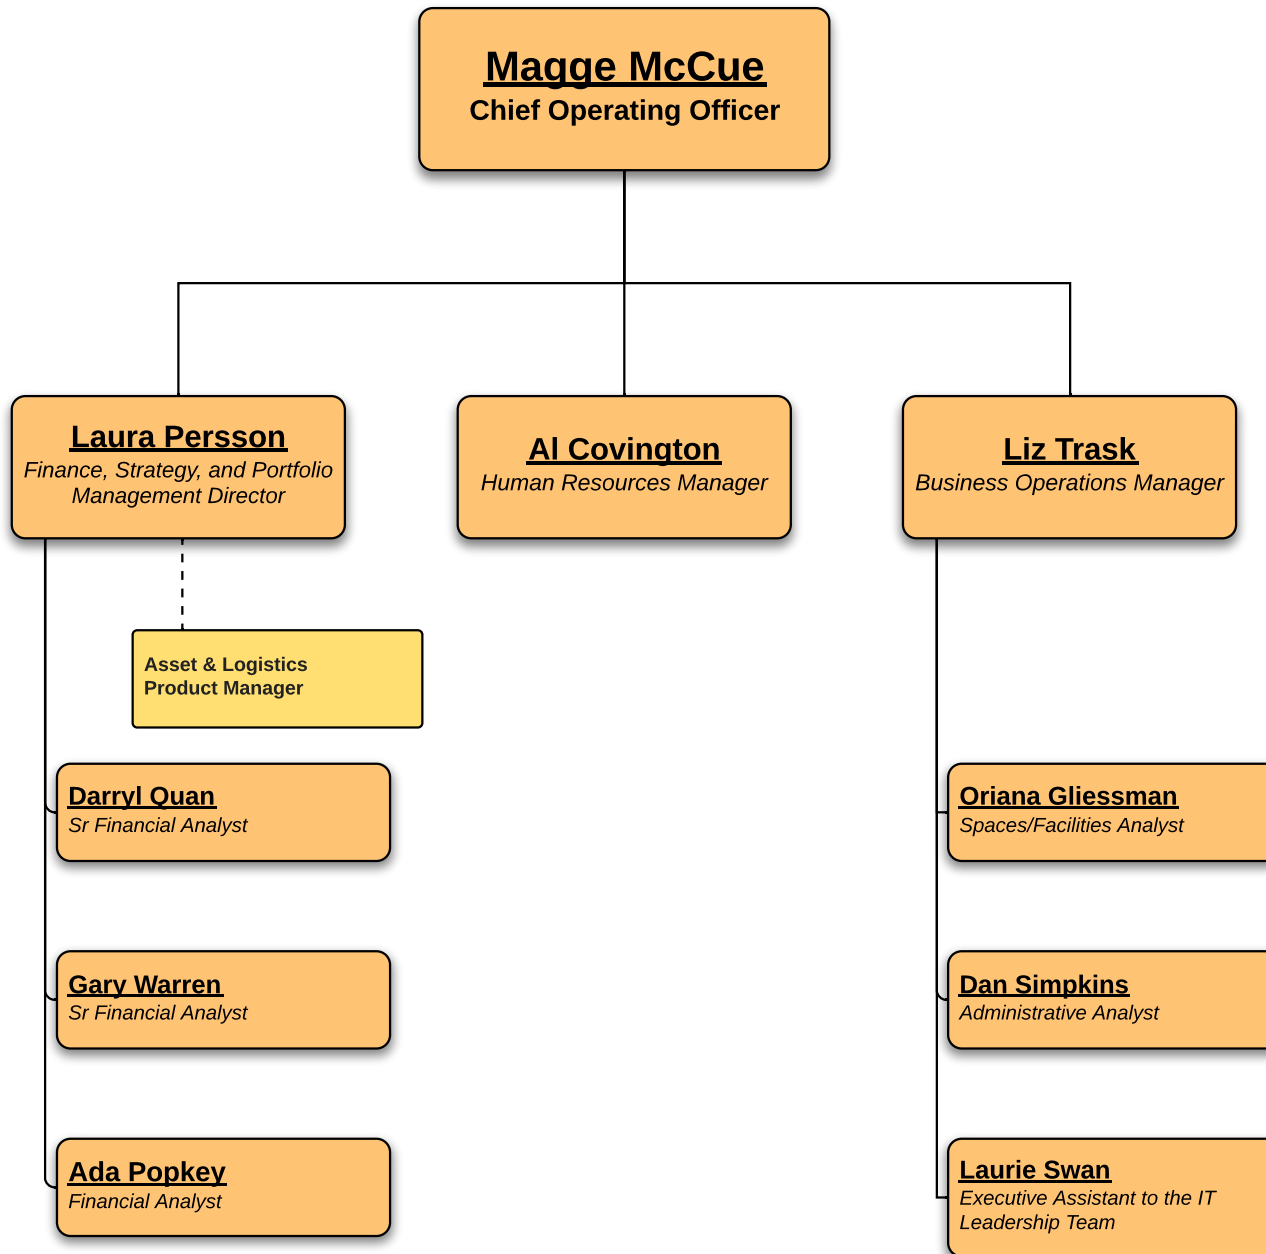 Magge McCue
Chief Operating Officer
Laura Persson
Finance, Strategy, and Portfolio
Management Director
Al Covington
Human Resources Manager
Liz Trask
Business Operations Manager
Asset & Logistics
Product Manager
Darryl Quan
Sr Financial Analyst
Oriana Gliessman
Spaces/Facilities Analyst
Gary Warren
Sr Financial Analyst
Dan Simpkins
Administrative Analyst
Ada Popkey
Financial Analyst
Laurie Swan
Executive Assistant to the IT
Leadership Team